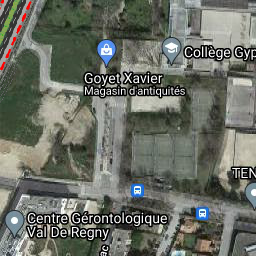 Collège Gyp
Goyet Xavier
Magasin d'antiquités
TEN
Centre Gérontologique
Val De Regny